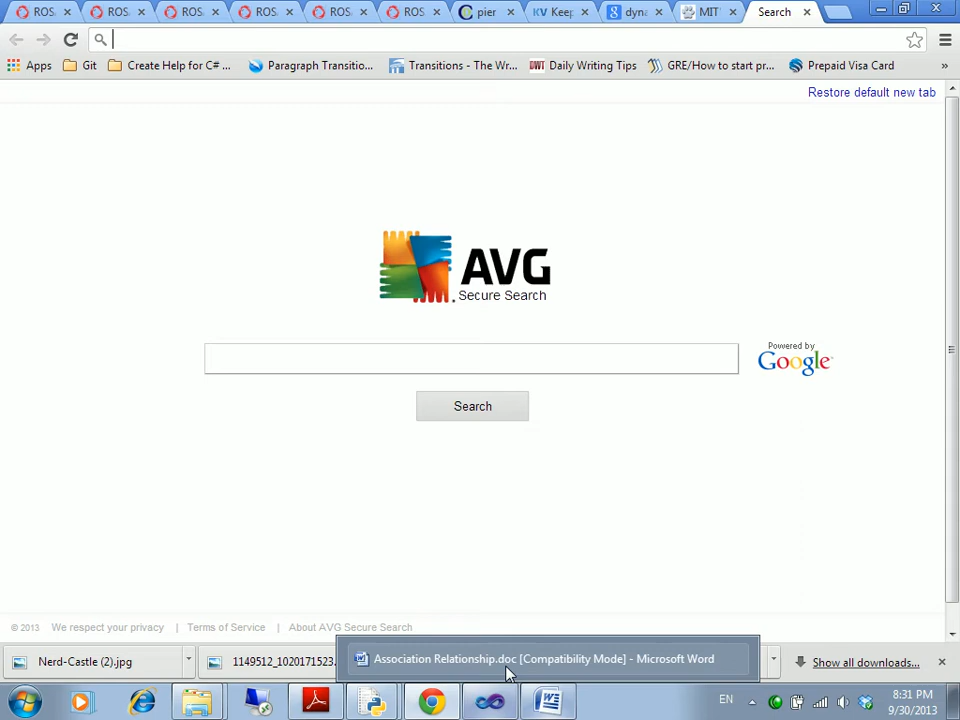 ROS
ROS
ROS
ROS
ROS
ROS
pier
KV Keep
dyna
MIT
Search
Apps
Git
Create Help for C# ...
Paragraph Transitio...
Transitions - The Wr...
DWT Daily Writing Tips
GRE/How to start pr...
Prepaid Visa Card
»
Restore default new tab
AVG
Secure Search
Powered by
Google
Search
© 2013 We respect your privacy | Terms of Service | About AVG Secure Search
Association Relationship.doc [Compatibility Mode] - Microsoft Word
Nerd-Castle (2).jpg
1149512_1020171523
Show all downloads...
EN
8:31 PM
9/30/2013